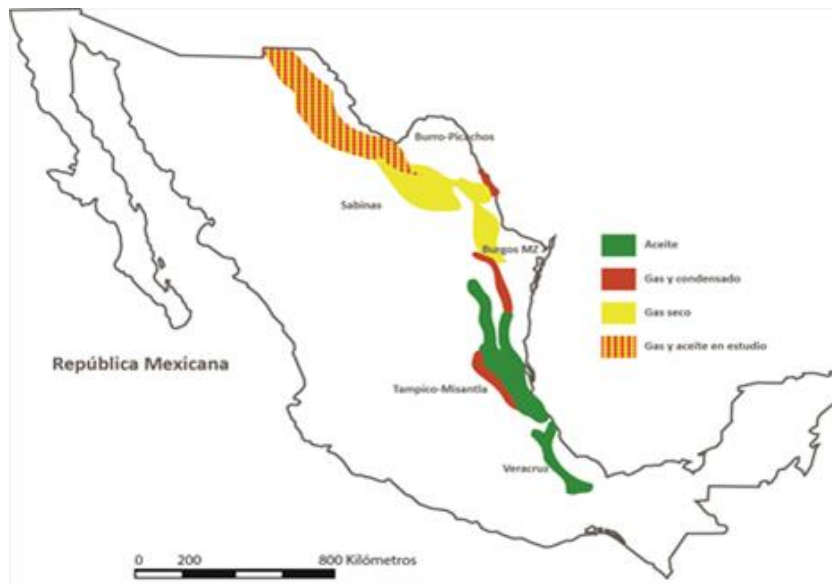 Burro-Picachos
Sabinas
Burgos MZ
Aceite
Gas y condensado
Gas seco
Gas y aceite en estudio
República Mexicana
Tampico-Misantla
Veracruz
0 200 800 Kilómetros